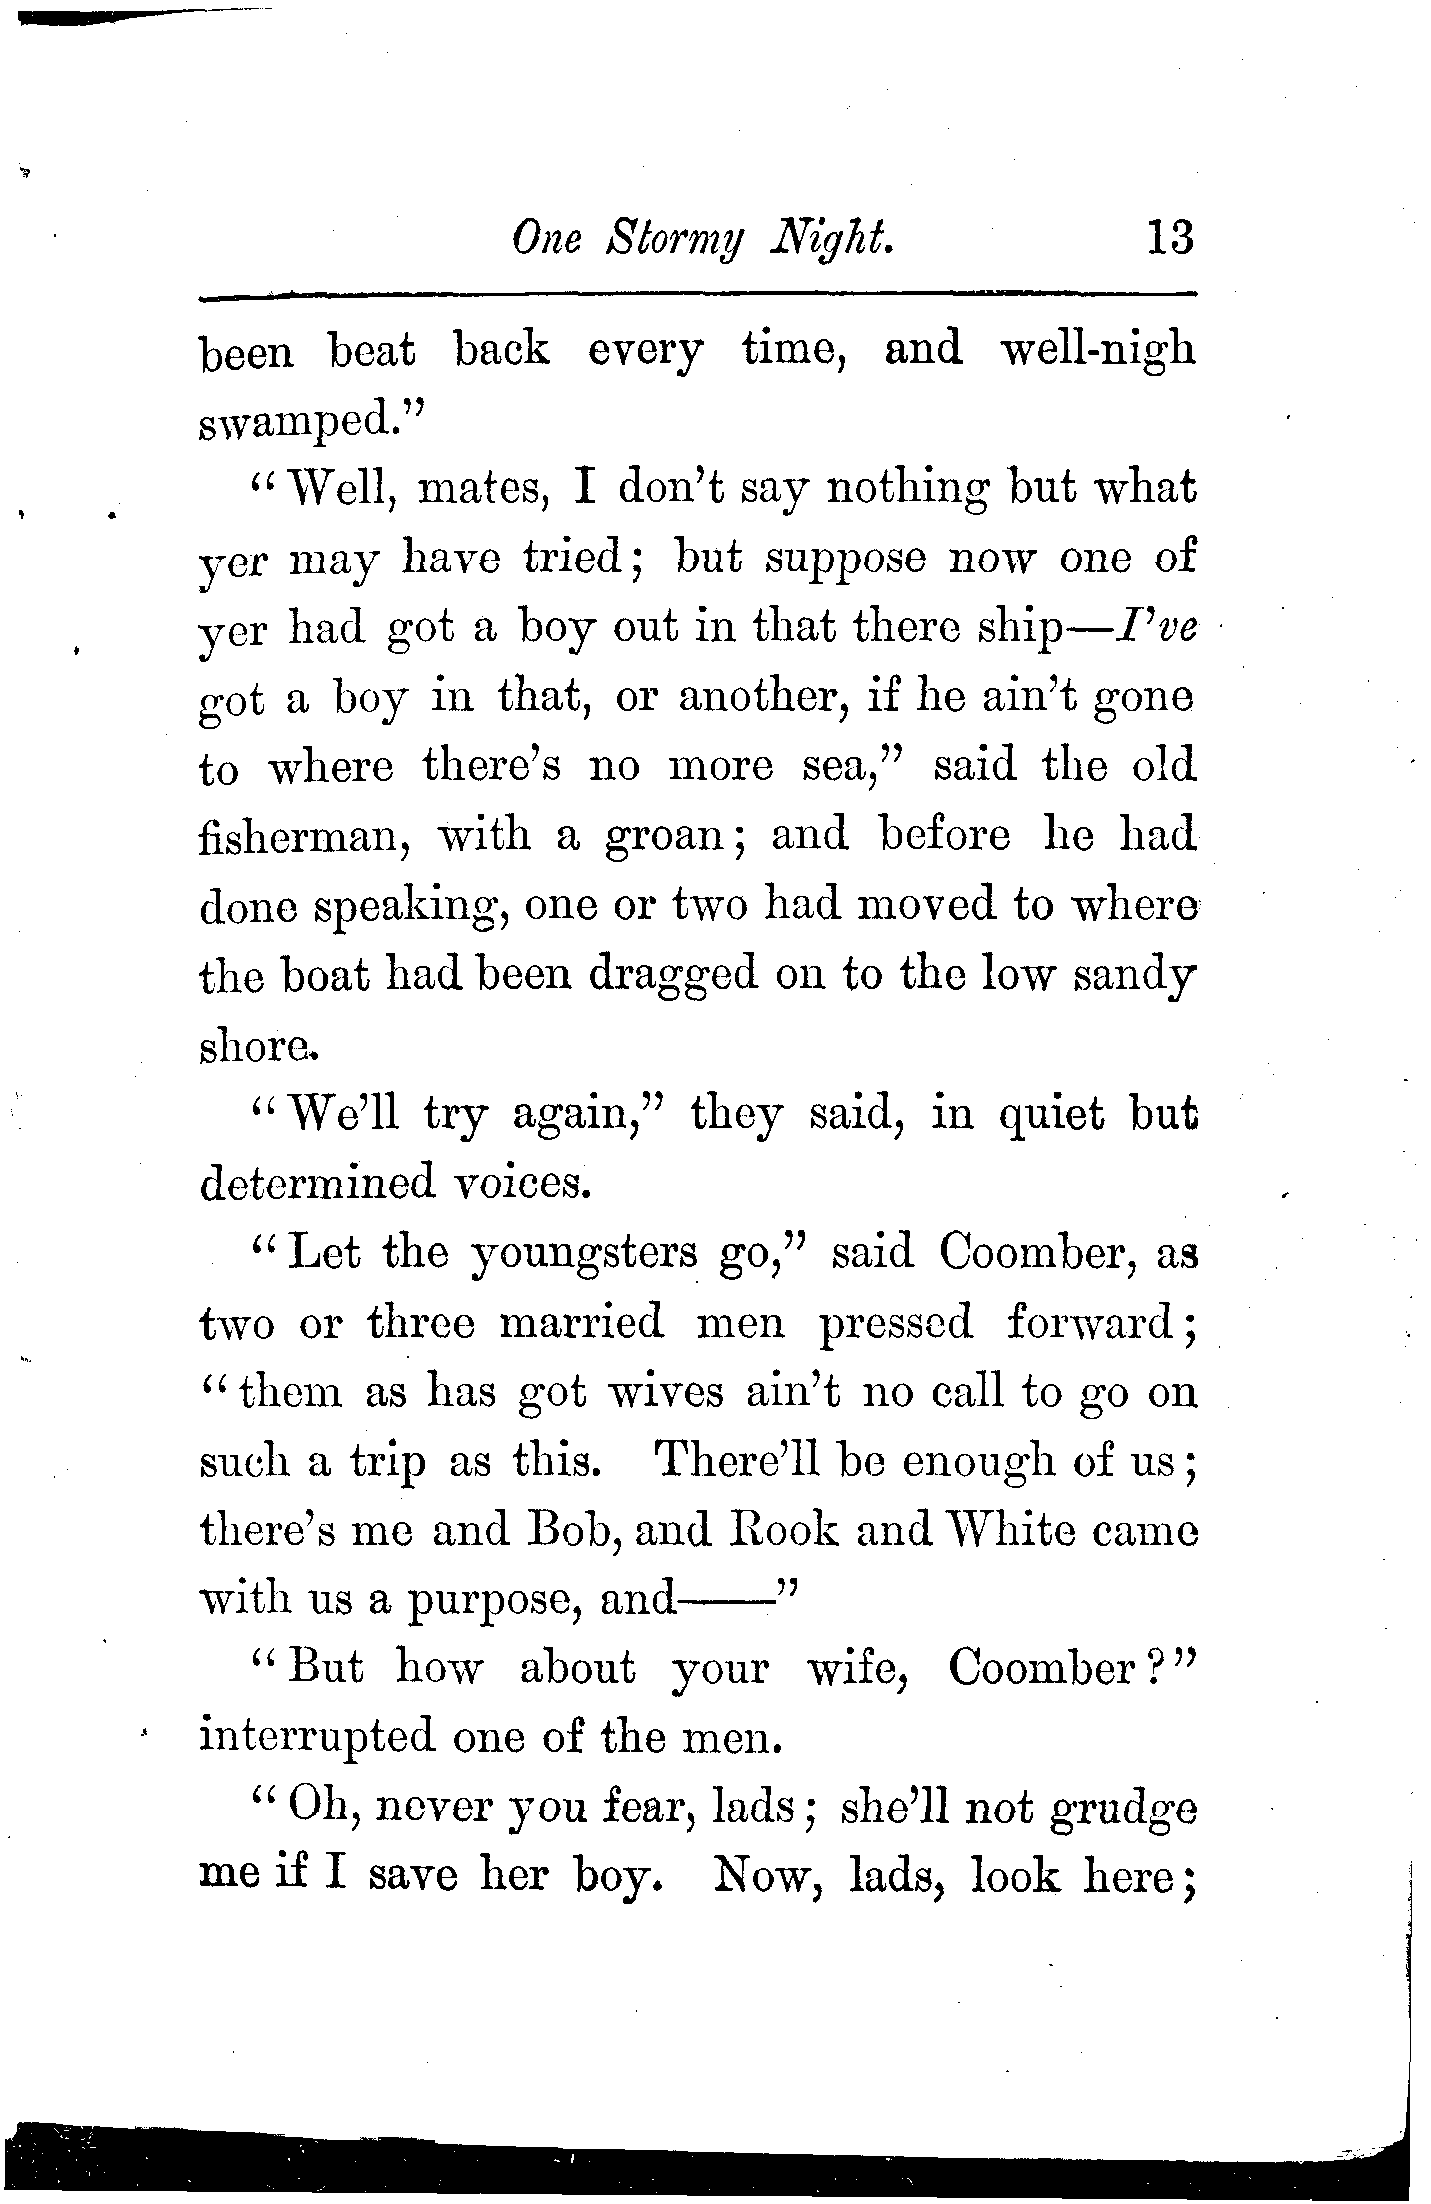 One Stormy Night. 13
been beat back every time, and well-nigh
swamped.”
“Well, mates, I don’t say nothing but what
yer may have tried; but suppose now one of
yer had got a boy out in that there ship—I’ve
got a boy in that, or another, if he ain’t gone
to where there’s no more sea,” said the old
fisherman, with a groan; and before he had
done speaking, one or two had moved to where
the boat had been dragged on to the low sandy
shore.
“We’ll try again,” they said, in quiet but
determined voices.
“Let the youngsters go,” said Coomber, as
two or three married men pressed forward;
“them as has got wives ain’t no call to go on
such a trip as this. There’ll be enough of us;
there’s me and Bob, and Rook and White came
with us a purpose, and——”
“But how about your wife, Coomber?”
interrupted one of the men.
“Oh, never you fear, lads; she’ll not grudge
me if I save her boy. Now, lads, look here;